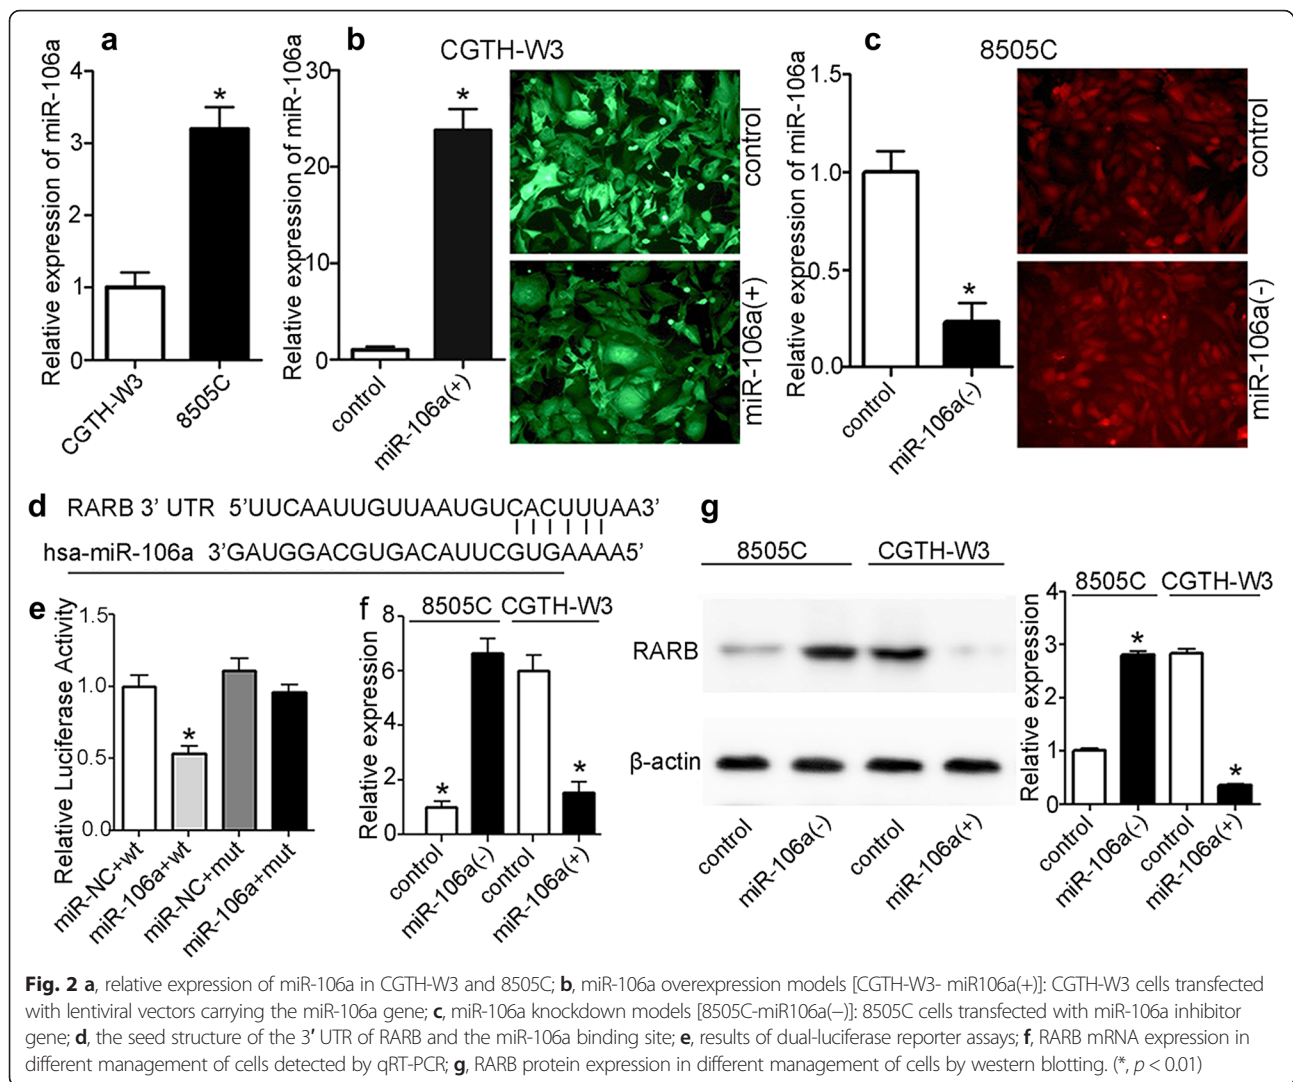 a
b
c
CGTH-W3
8505C
Relative expression of miR-106a
4
3
2
1
0
*
CGTH-W3
8505C
Relative expression of miR-106a
30
20
10
0
*
control
miR-106a(+)
control
miR-106a(+)
Relative expression of miR-106a
1.5
1.0
0.5
0.0
*
control
miR-106a(-)
control
miR-106a(-)
d
RARB 3' UTR 5'UUCAAUUGUUAAUGUCACUUUAA3'
hsa-miR-106a 3'GAUGGACGUGACAUUCGUGAAAA5'
e
Relative Luciferase Activity
1.5
1.0
0.5
0.0
*
miR-NC+wt
miR-106a+wt
miR-NC+mut
miR-106a+mut
f
8505C
CGTH-W3
Relative expression
8
6
4
2
0
*
*
control
miR-106a(-)
control
miR-106a(+)
g
8505C
CGTH-W3
RARB
β-actin
control
miR-106a(-)
control
miR-106a(+)
8505C
CGTH-W3
Relative expression
4
3
2
1
0
*
*
control
miR-106a(-)
control
miR-106a(+)
Fig. 2 a, relative expression of miR-106a in CGTH-W3 and 8505C; b, miR-106a overexpression models [CGTH-W3- miR106a(+)]: CGTH-W3 cells transfected
with lentiviral vectors carrying the miR-106a gene; c, miR-106a knockdown models [8505C-miR106a(−)]: 8505C cells transfected with miR-106a inhibitor
gene; d, the seed structure of the 3′ UTR of RARB and the miR-106a binding site; e, results of dual-luciferase reporter assays; f, RARB mRNA expression in
different management of cells detected by qRT-PCR; g, RARB protein expression in different management of cells by western blotting. (*, p < 0.01)